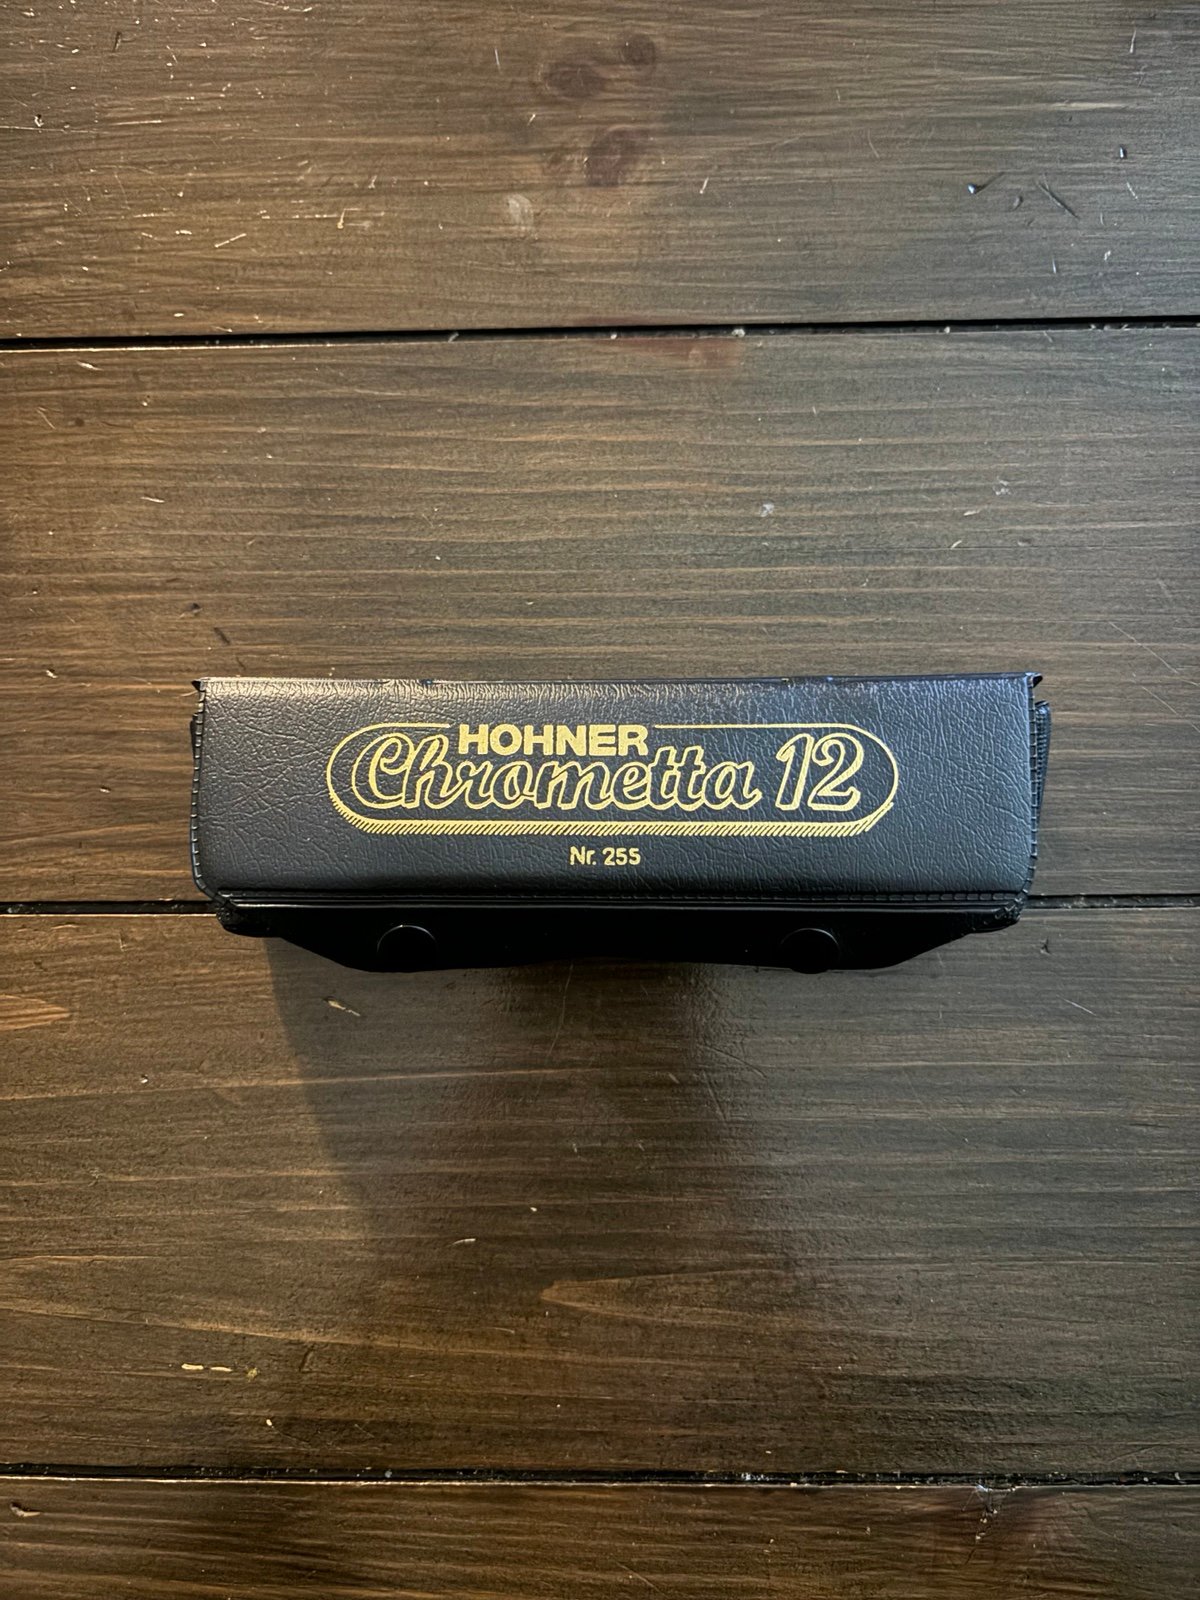 HOHNER
Chrometta 12
Nr. 255